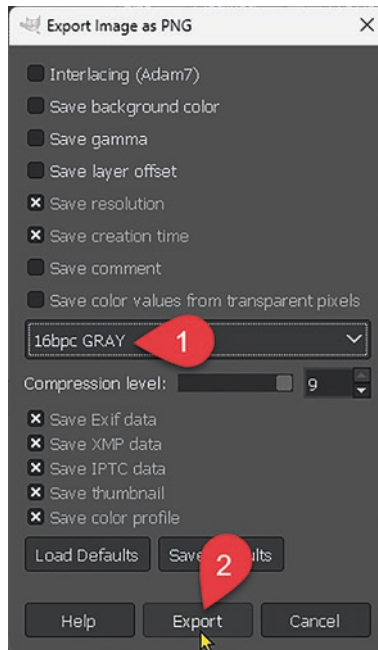 Export Image as PNG
Interlacing (Adam7)
Save background color
Save gamma
Save layer offset
Save resolution
Save creation time
Save comment
Save color values from transparent pixels
16bpc GRAY 1
Compression level: 9
Save Exif data
Save XMP data
Save IPTC data
Save thumbnail
Save color profile
Load Defaults
2
Help Export Cancel